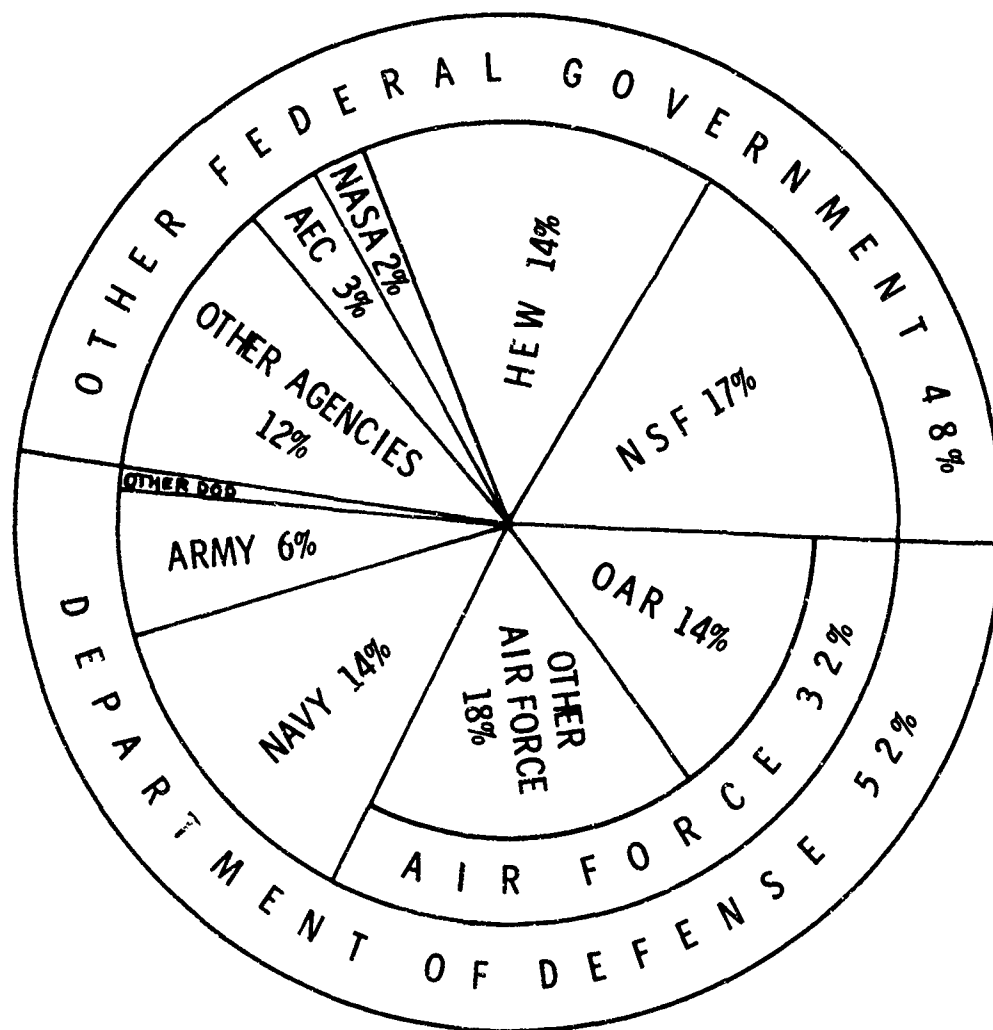 OTHER FEDERAL GOVERNMENT 48%
NASA 2%
AEC 3%
HEW 14%
NSF 17%
OTHER AGENCIES
12%
OTHER DOD
ARMY 6%
NAVY 14%
OTHER
AIR FORCE
18%
OAR 14%
AIR FORCE 32%
DEPARTMENT OF DEFENSE 52%